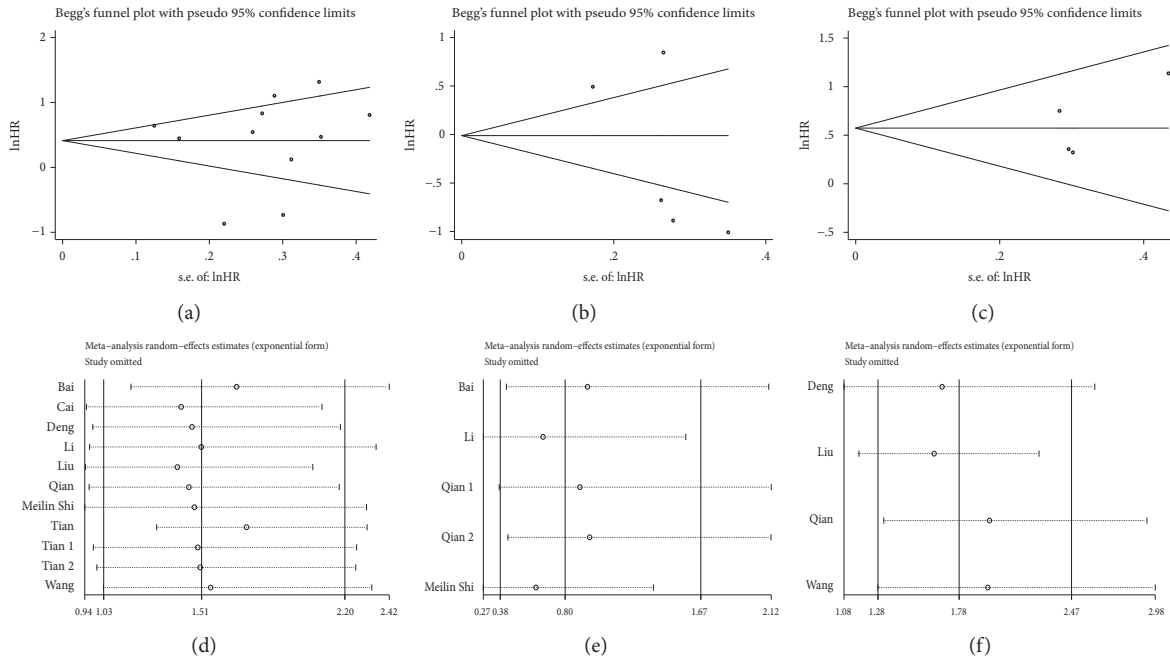 Begg's funnel plot with pseudo 95% confidence limits
2
1
0
−1
lnHR
0
.1
.2
.3
.4
s.e. of: lnHR
(a)
Begg's funnel plot with pseudo 95% confidence limits
1
.5
0
−.5
−1
lnHR
0
.2
.4
s.e. of: lnHR
(b)
Begg's funnel plot with pseudo 95% confidence limits
1.5
1
.5
0
−.5
lnHR
0
.2
.4
s.e. of: lnHR
(c)
Meta−analysis random−effects estimates (exponential form)
Study omitted
Bai
Cai
Deng
Li
Liu
Qian
Meilin Shi
Tian
Tian 1
Tian 2
Wang
0.94 1.03 1.51 2.20 2.42
(d)
Meta−analysis random−effects estimates (exponential form)
Study omitted
Bai
Li
Qian 1
Qian 2
Meilin Shi
0.27 0.38 0.80 1.67 2.12
(e)
Meta−analysis random−effects estimates (exponential form)
Study omitted
Deng
Liu
Qian
Wang
1.08 1.28 1.78 2.47 2.98
(f)